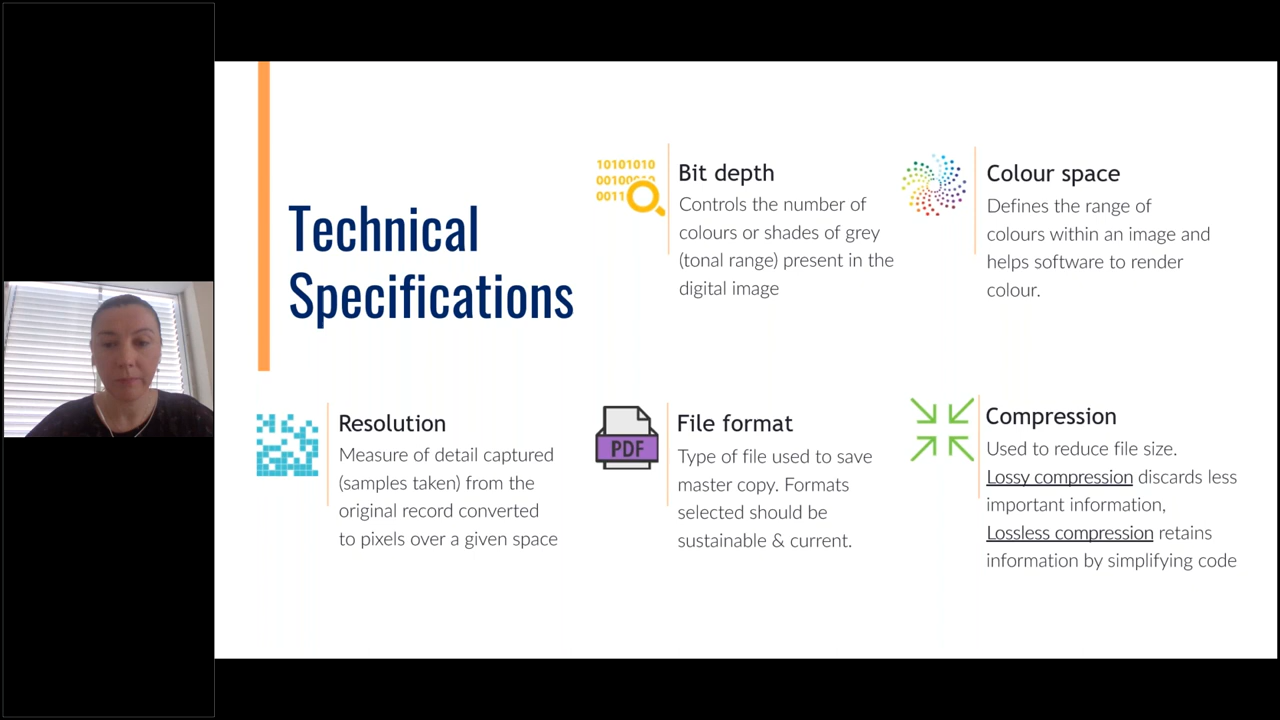 Technical
Specifications
10101010
Bit depth
Controls the number of
colours or shades of grey
(tonal range) present in the
digital image
Colour space
Defines the range of
colours within an image and
helps software to render
colour.
Resolution
Measure of detail captured
(samples taken) from the
original record converted
to pixels over a given space
PDF
File format
Type of file used to save
master copy. Formats
selected should be
sustainable & current.
Compression
Used to reduce file size.
Lossy compression discards less
important information,
Lossless compression retains
information by simplifying code